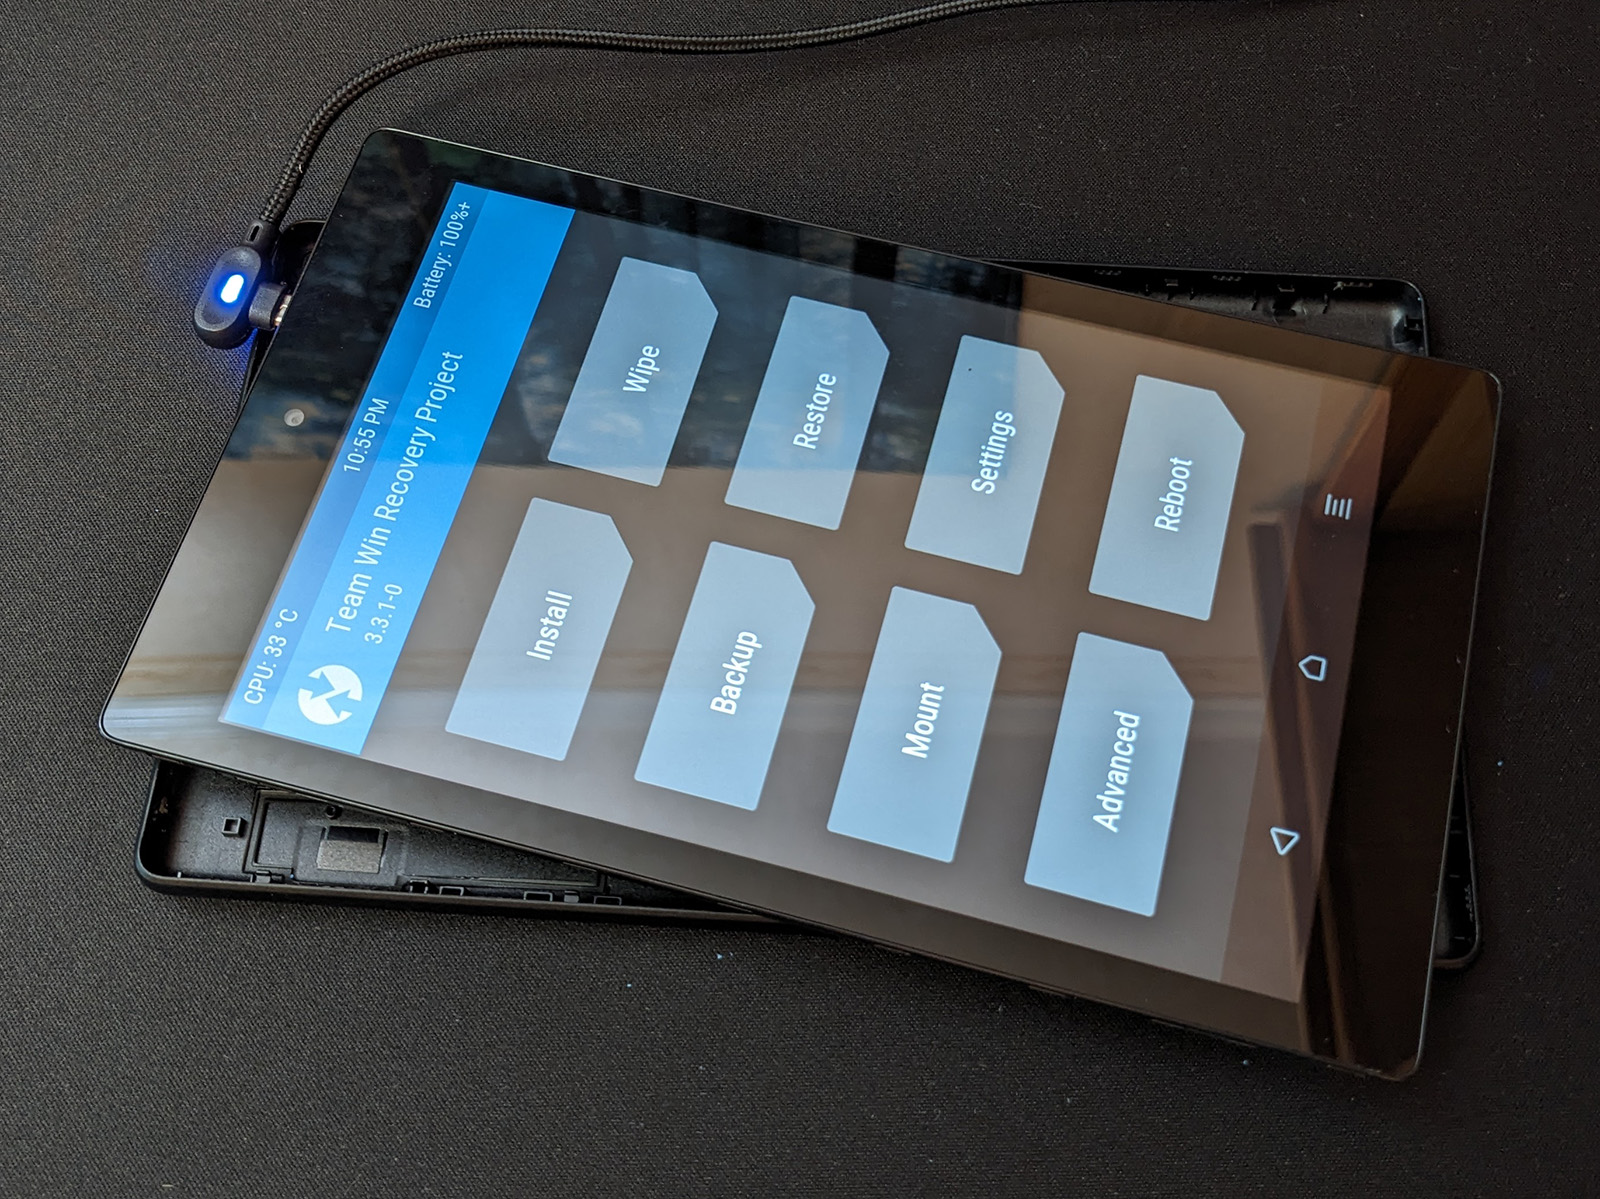 CPU: 33 °C 10:55 PM Battery: 100%+
Team Win Recovery Project
3.3.1-0
Install Wipe
Backup Restore
Mount Settings
Advanced Reboot